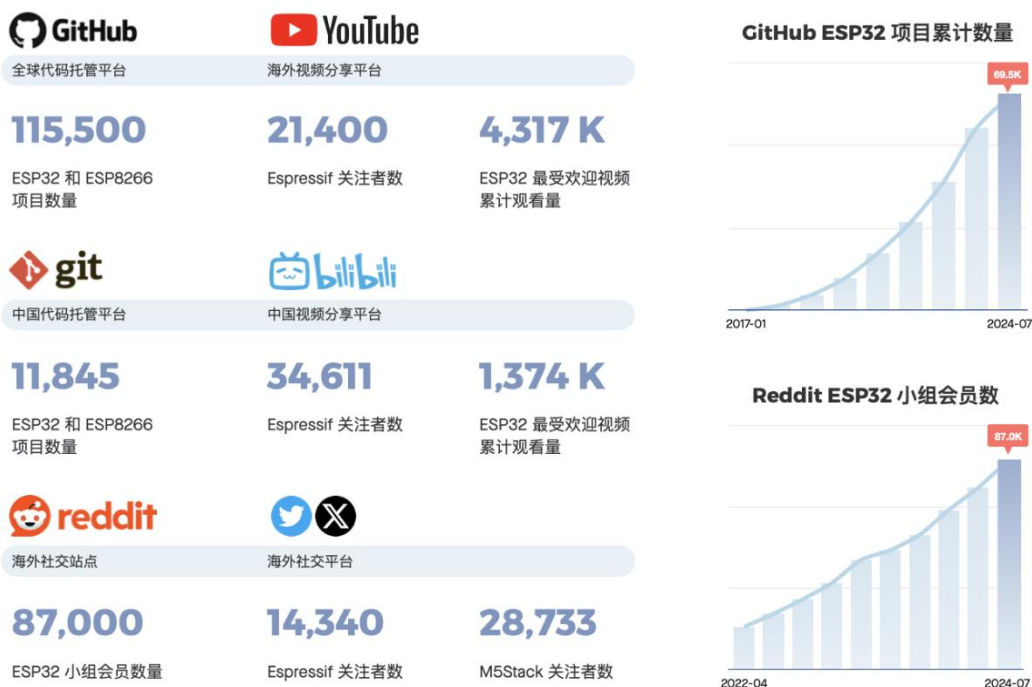 GitHub
YouTube
全球代码托管平台
海外视频分享平台
115,500
21,400
4,317 K
ESP32 和 ESP8266
项目数量
Espressif 关注者数
ESP32 最受欢迎视频
累计观看量
git
bilibili
中国代码托管平台
中国视频分享平台
11,845
34,611
1,374 K
ESP32 和 ESP8266
项目数量
Espressif 关注者数
ESP32 最受欢迎视频
累计观看量
reddit
X
海外社交站点
海外社交平台
87,000
14,340
28,733
ESP32 小组会员数量
Espressif 关注者数
M5Stack 关注者数
GitHub ESP32 项目累计数量
69.5K
2017-01
2024-07
Reddit ESP32 小组会员数
87.0K
2022-04
2024-07